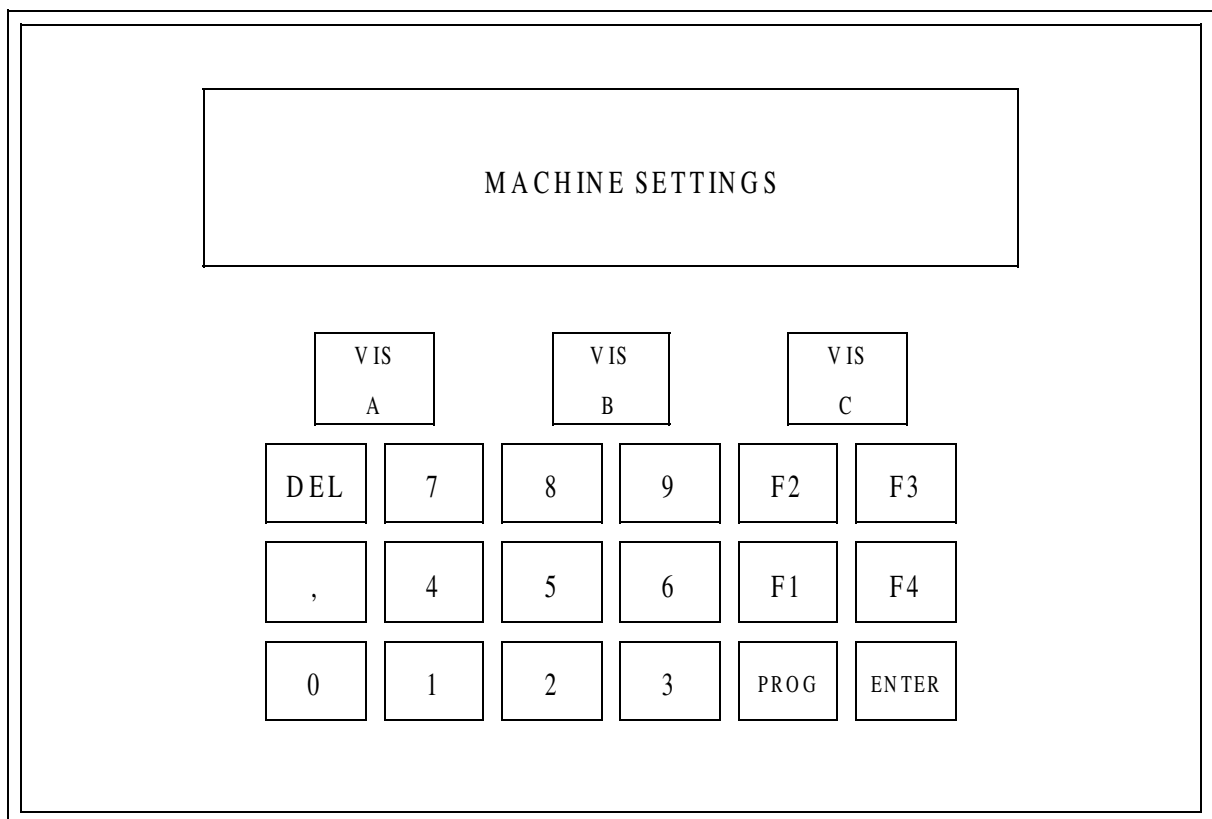 MACHINE SETTINGS
VIS VIS VIS
A B C
DEL 7 8 9 F2 F3
, 4 5 6 F1 F4
0 1 2 3 PROG ENTER